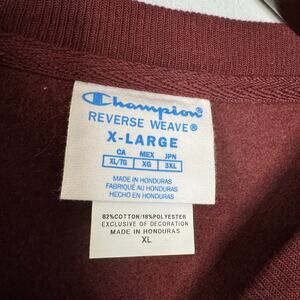 Champion
REVERSE WEAVE®
X-LARGE
CA MEX JPN
XL/TG XG 3XL
MADE IN HONDURAS
FABRIQUÉ AU HONDURAS
HECHO EN HONDURAS
82%COTTON/18%POLYESTER
EXCLUSIVE OF DECORATION
MADE IN HONDURAS
XL